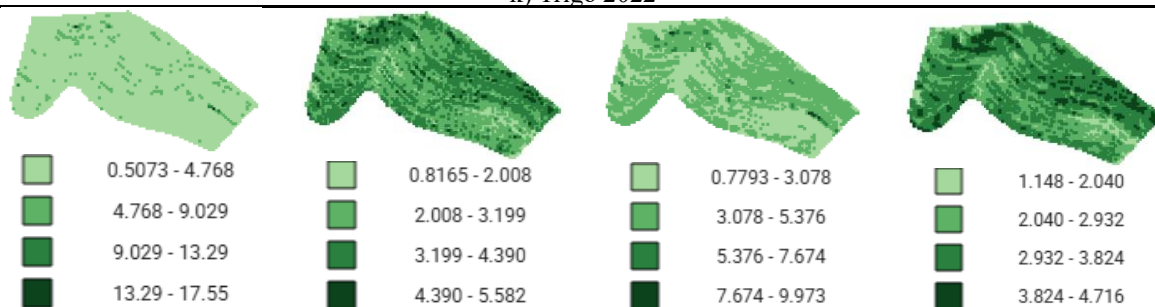 0.5073 - 4.768 0.8165 - 2.008 0.7793 - 3.078 1.148 - 2.040
4.768 - 9.029 2.008 - 3.199 3.078 - 5.376 2.040 - 2.932
9.029 - 13.29 3.199 - 4.390 5.376 - 7.674 2.932 - 3.824
13.29 - 17.55 4.390 - 5.582 7.674 - 9.973 3.824 - 4.716